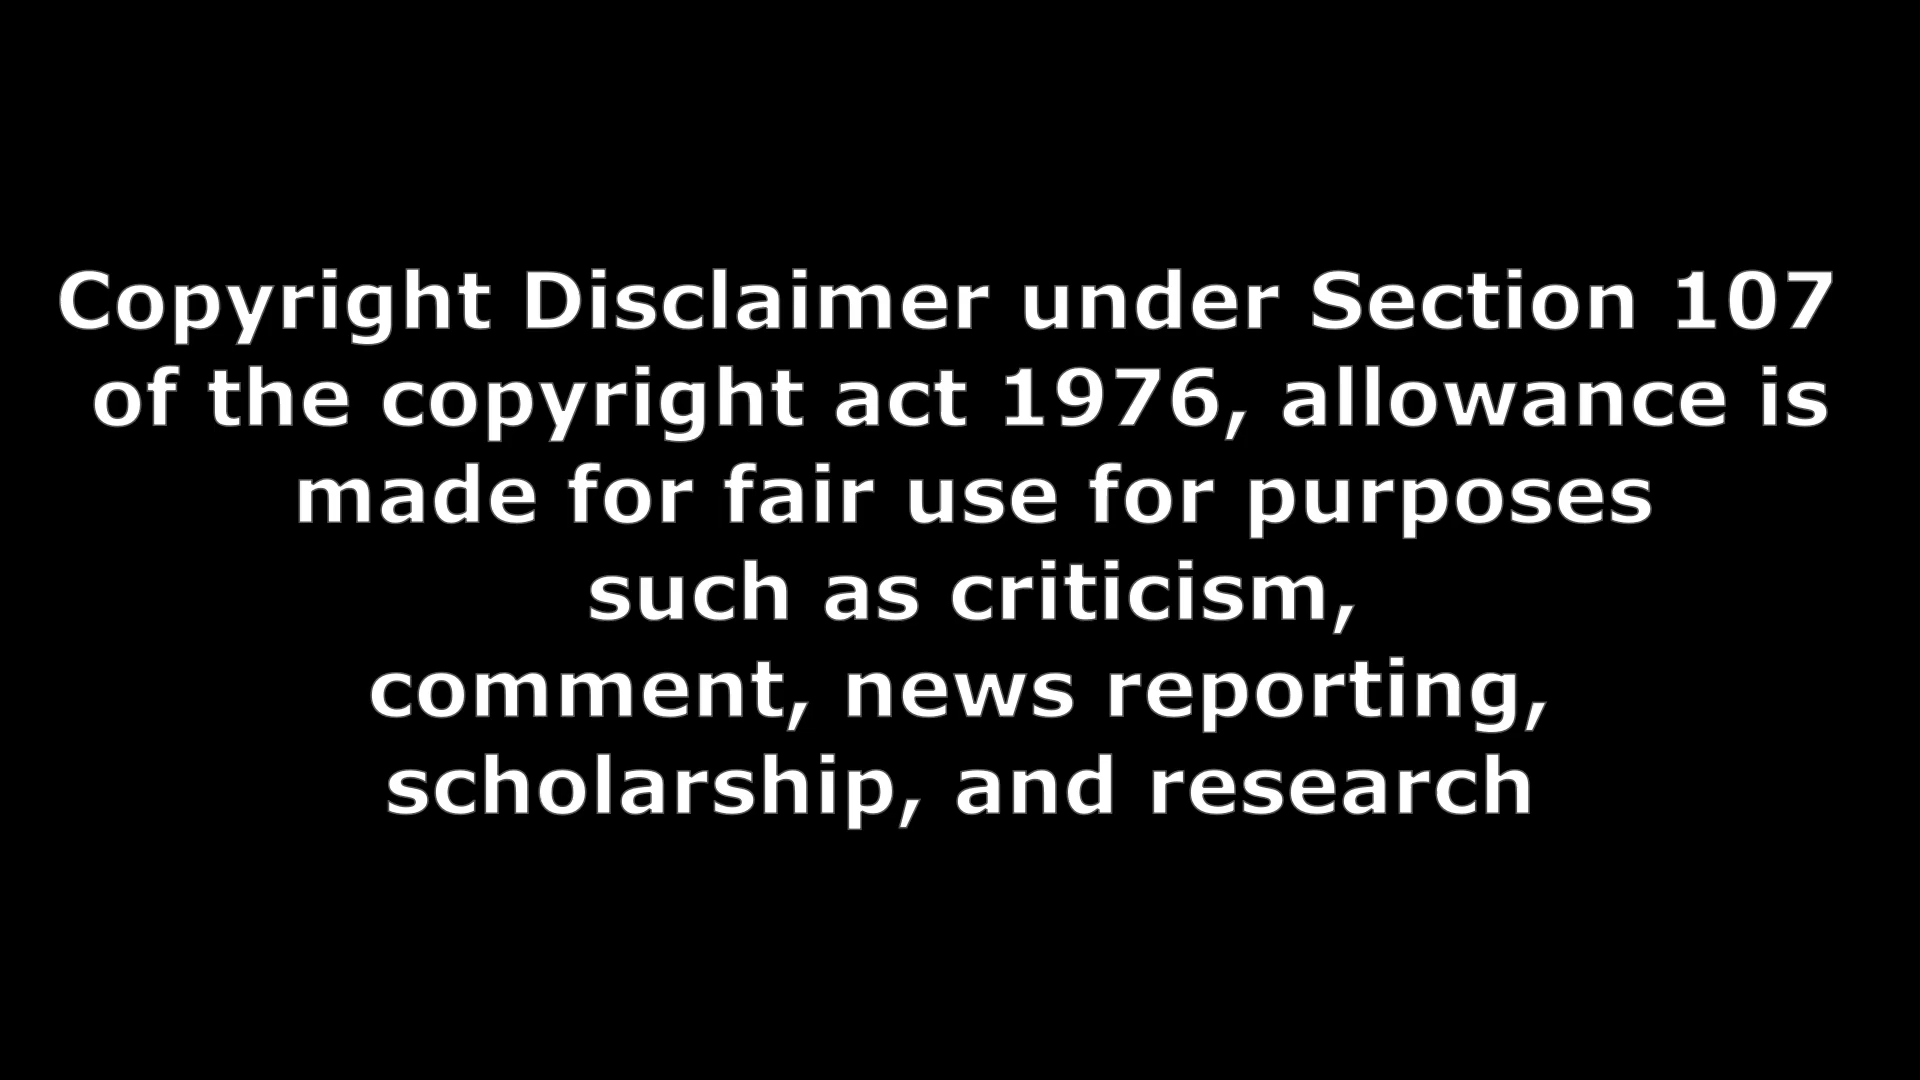 Copyright Disclaimer under Section 107
of the copyright act 1976, allowance is
made for fair use for purposes
such as criticism,
comment, news reporting,
scholarship, and research